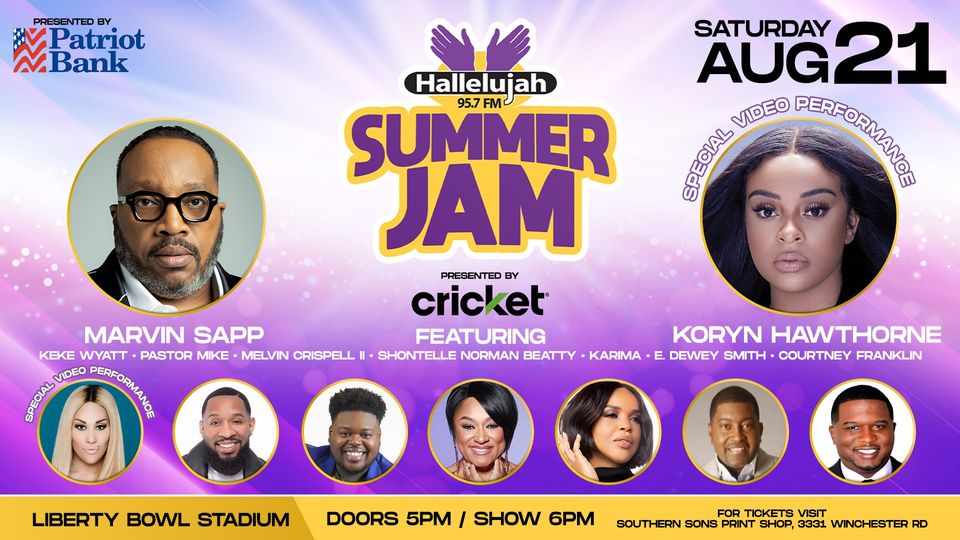 PRESENTED BY
Patriot
Bank
Hallelujah
95.7 FM
SUMMER
JAM
SATURDAY
AUG 21
SPECIAL VIDEO PERFORMANCE
PRESENTED BY
cricket
MARVIN SAPP
FEATURING
KORYN HAWTHORNE
KEKE WYATT • PASTOR MIKE • MELVIN CRISPELL II • SHONTELLE NORMAN BEATTY • KARIMA • E. DEWEY SMITH • COURTNEY FRANKLIN
SPECIAL VIDEO PERFORMANCE
LIBERTY BOWL STADIUM
DOORS 5PM / SHOW 6PM
FOR TICKETS VISIT
SOUTHERN SONS PRINT SHOP, 3331 WINCHESTER RD